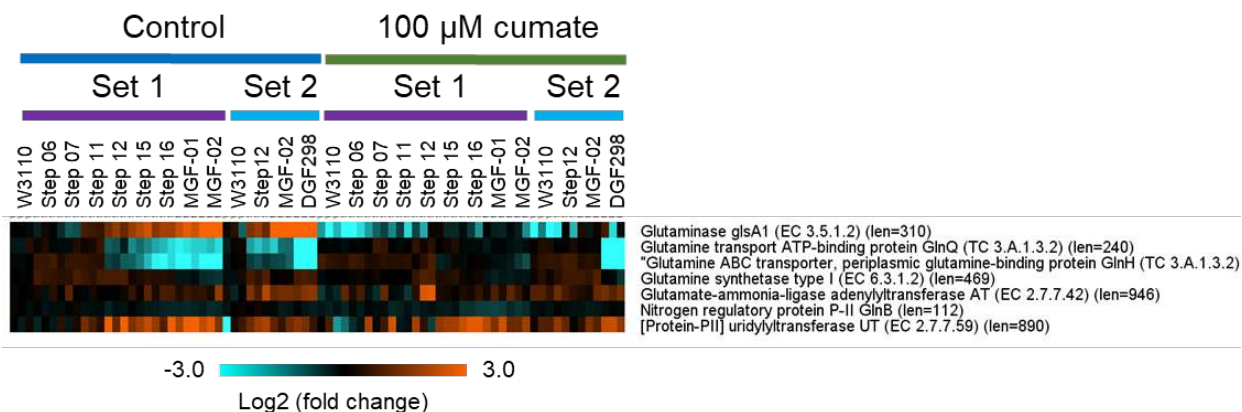 Control 100 µM cumate
Set 1 Set 2 Set 1 Set 2
W3110 Step 06 Step 07 Step 11 Step 12 Step 15 Step 16 MGF-01 MGF-02 W3110 Step12 MGF-02 DGF298 W3110 Step 06 Step 07 Step 11 Step 12 Step 15 Step 16 MGF-01 MGF-02 W3110 Step12 MGF-02 DGF298
Glutaminase glsA1 (EC 3.5.1.2) (len=310)
Glutamine transport ATP-binding protein GlnQ (TC 3.A.1.3.2) (len=240)
"Glutamine ABC transporter, periplasmic glutamine-binding protein GlnH (TC 3.A.1.3.2)
Glutamine synthetase type I (EC 6.3.1.2) (len=469)
Glutamate-ammonia-ligase adenylyltransferase AT (EC 2.7.7.42) (len=946)
Nitrogen regulatory protein P-II GlnB (len=112)
[Protein-PII] uridylyltransferase UT (EC 2.7.7.59) (len=890)
-3.0 3.0
Log2 (fold change)